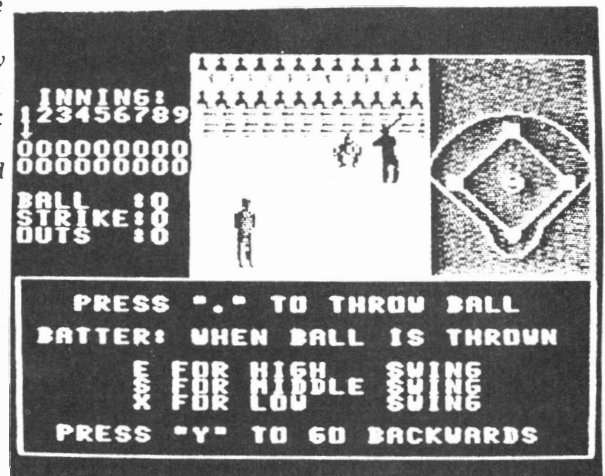 INNING:
123456789
000000000
000000000
BALL :0
STRIKE:0
OUTS :0
PRESS "." TO THROW BALL
BATTER: WHEN BALL IS THROWN
E FOR HIGH SWING
S FOR MIDDLE SWING
X FOR LOW SWING
PRESS "Y" TO GO BACKWARDS